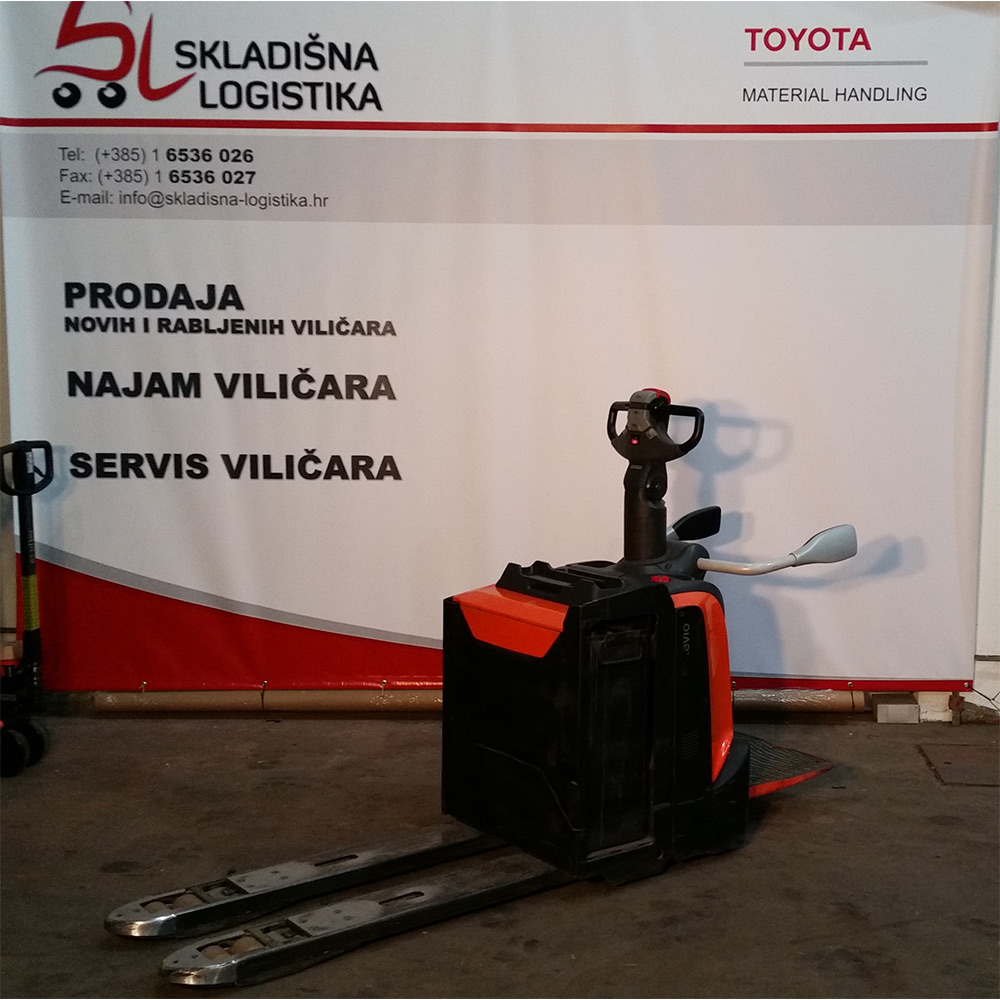 SKLADIŠNA
LOGISTIKA
TOYOTA
MATERIAL HANDLING
Tel: (+385) 1 6536 026
Fax: (+385) 1 6536 027
E-mail: info@skladisna-logistika.hr
PRODAJA
NOVIH I RABLJENIH VILIČARA
NAJAM VILIČARA
SERVIS VILIČARA